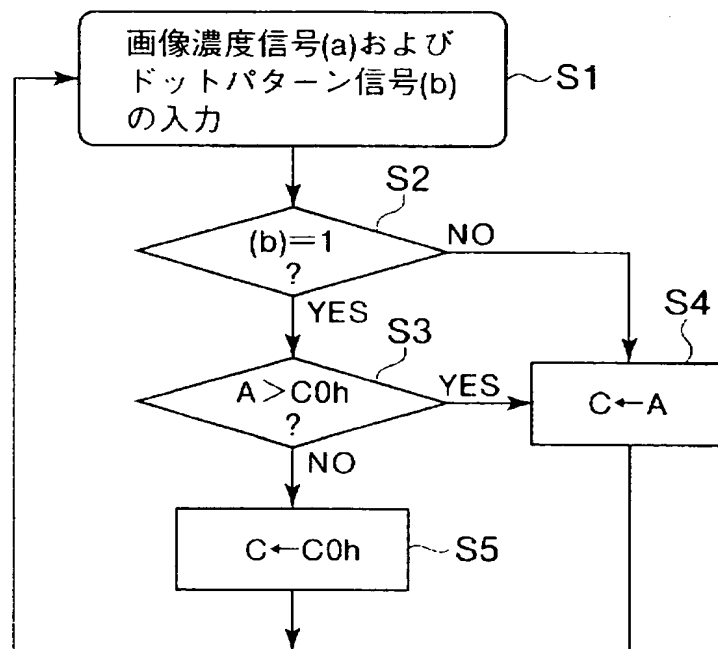 画像濃度信号(a)および
ドットパターン信号(b)
の入力
S1
S2
(b)=1
?
NO
YES
S3
A>C0h
?
YES
NO
S4
C←A
C←C0h
S5